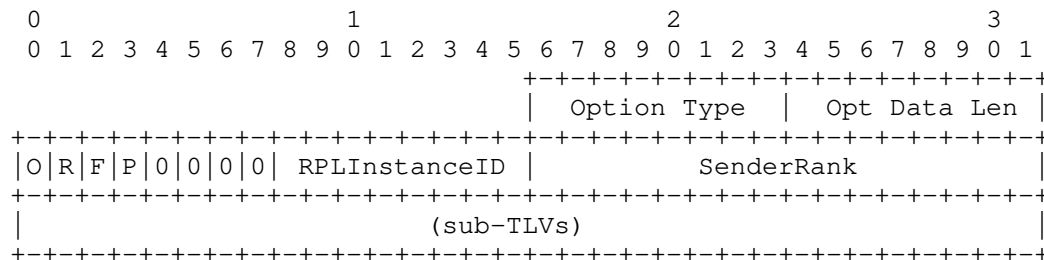 0                   1                   2                   3
 0 1 2 3 4 5 6 7 8 9 0 1 2 3 4 5 6 7 8 9 0 1 2 3 4 5 6 7 8 9 0 1
                                +-+-+-+-+-+-+-+-+-+-+-+-+-+-+-+-+
                                |  Option Type  |  Opt Data Len |
+-+-+-+-+-+-+-+-+-+-+-+-+-+-+-+-+-+-+-+-+-+-+-+-+-+-+-+-+-+-+-+-+
|O|R|F|P|0|0|0|0| RPLInstanceID |          SenderRank           |
+-+-+-+-+-+-+-+-+-+-+-+-+-+-+-+-+-+-+-+-+-+-+-+-+-+-+-+-+-+-+-+-+
|                         (sub-TLVs)                            |
+-+-+-+-+-+-+-+-+-+-+-+-+-+-+-+-+-+-+-+-+-+-+-+-+-+-+-+-+-+-+-+-+